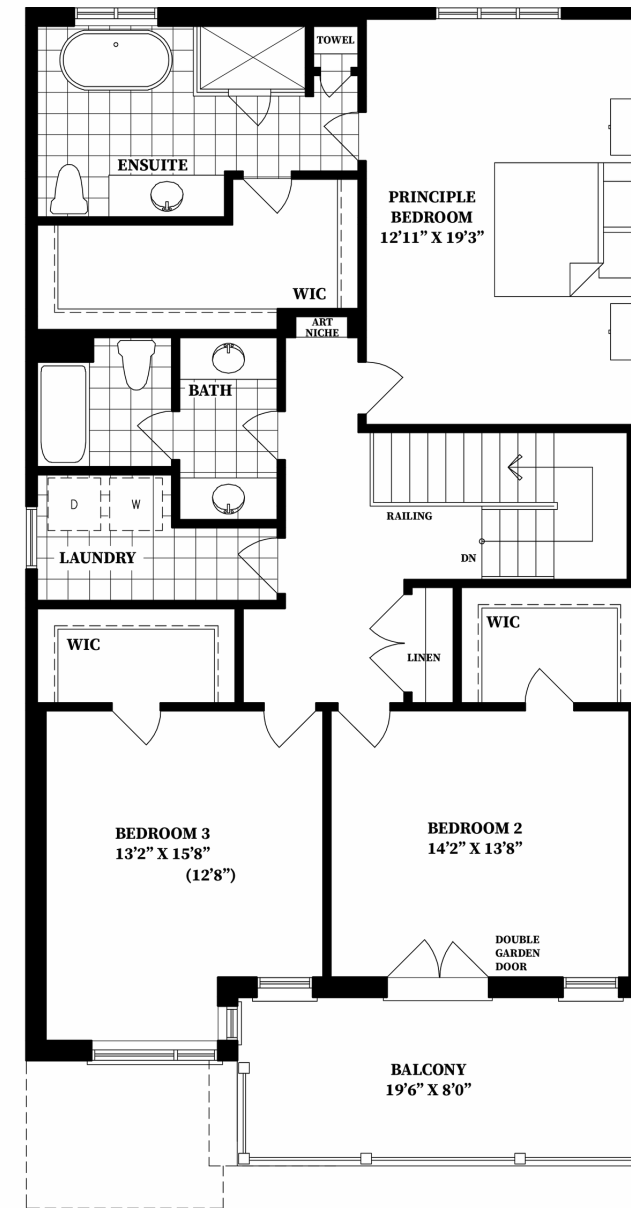 TOWEL
ENSUITE
PRINCIPLE
BEDROOM
12’11” X 19’3”
WIC
ART
NICHE
BATH
D
W
RAILING
LAUNDRY
DN
WIC
WIC
LINEN
BEDROOM 3
13’2” X 15’8”
(12’8”)
BEDROOM 2
14’2” X 13’8”
DOUBLE
GARDEN
DOOR
BALCONY
19’6” X 8’0”